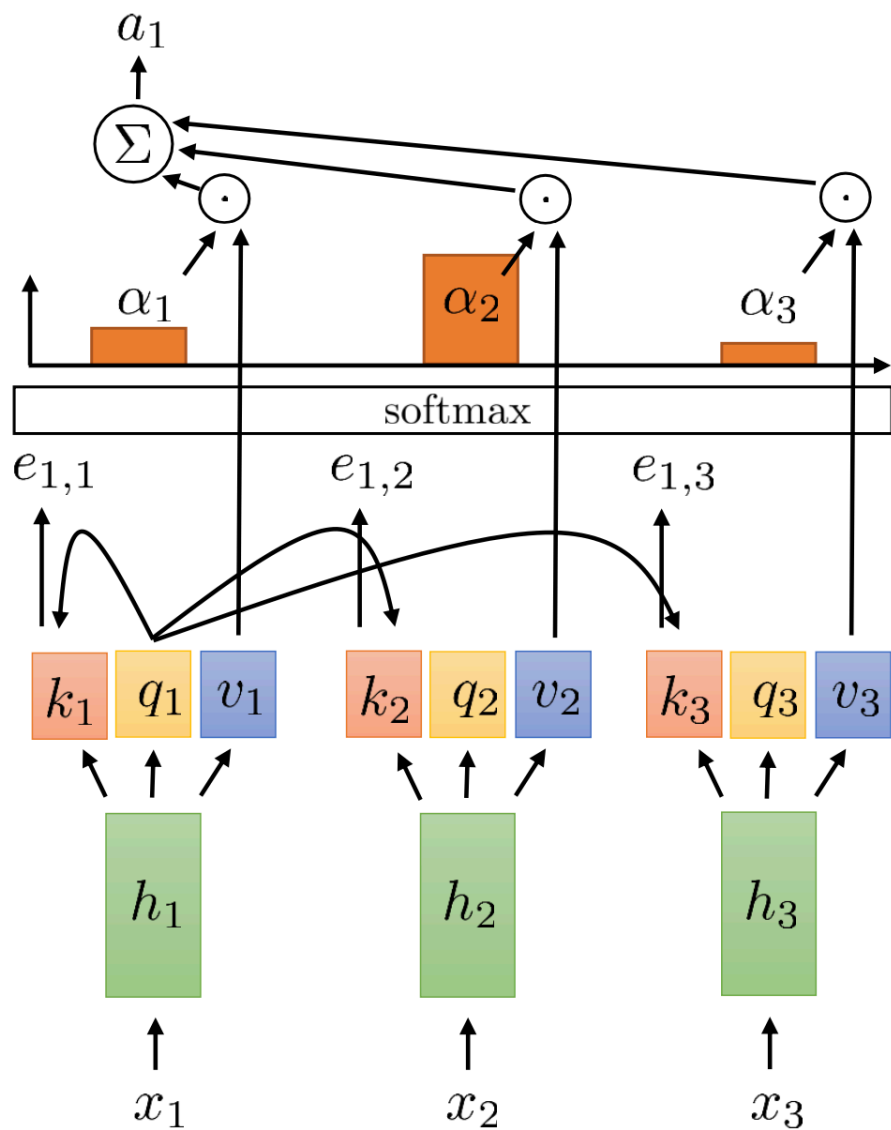 a₁
Σ
α₁ α₂ α₃
softmax
e₁,₁ e₁,₂ e₁,₃
k₁ q₁ v₁ k₂ q₂ v₂ k₃ q₃ v₃
h₁ h₂ h₃
x₁ x₂ x₃